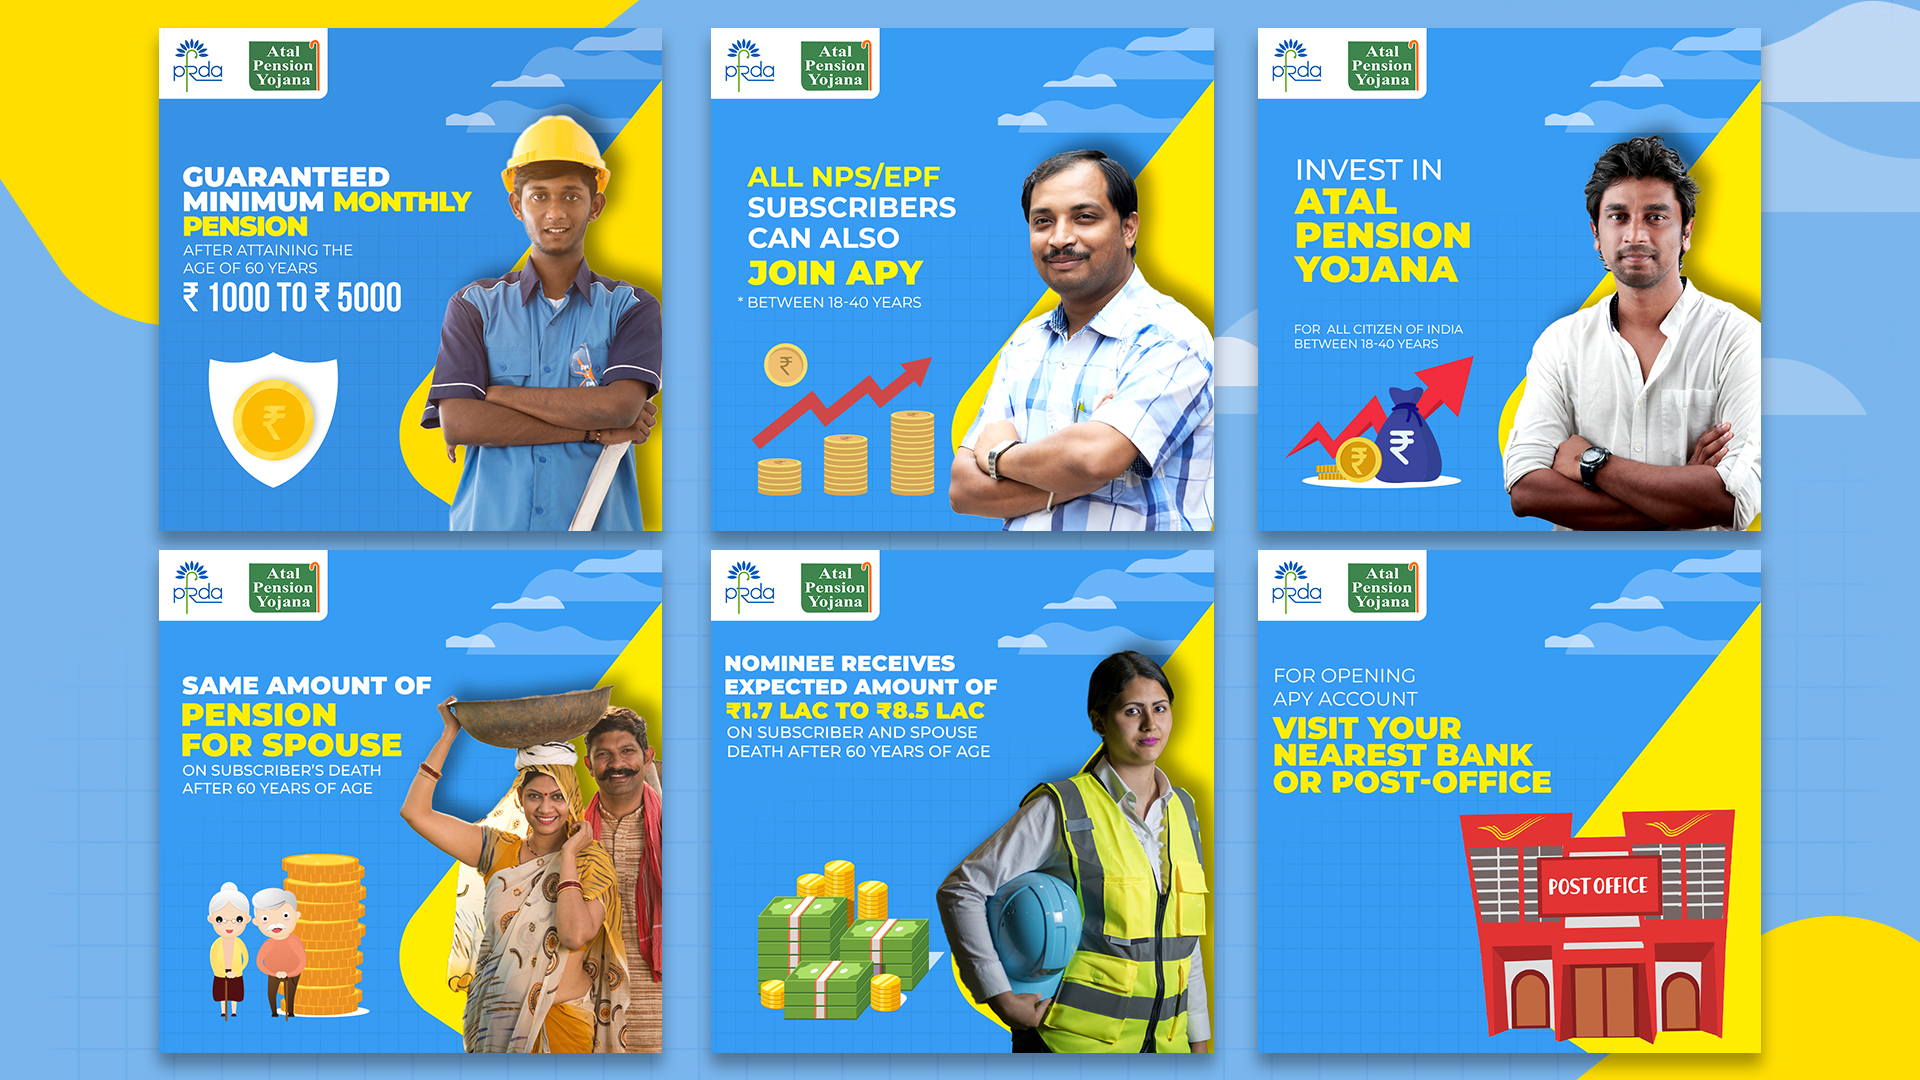 pfrda
Atal
Pension
Yojana
GUARANTEED
MINIMUM MONTHLY
PENSION
AFTER ATTAINING THE
AGE OF 60 YEARS
₹ 1000 TO ₹ 5000
₹
pfrda
Atal
Pension
Yojana
ALL NPS/EPF
SUBSCRIBERS
CAN ALSO
JOIN APY
* BETWEEN 18-40 YEARS
₹
pfrda
Atal
Pension
Yojana
INVEST IN
ATAL
PENSION
YOJANA
FOR ALL CITIZEN OF INDIA
BETWEEN 18-40 YEARS
₹
₹
pfrda
Atal
Pension
Yojana
SAME AMOUNT OF
PENSION
FOR SPOUSE
ON SUBSCRIBER'S DEATH
AFTER 60 YEARS OF AGE
pfrda
Atal
Pension
Yojana
NOMINEE RECEIVES
EXPECTED AMOUNT OF
₹1.7 LAC TO ₹8.5 LAC
ON SUBSCRIBER AND SPOUSE
DEATH AFTER 60 YEARS OF AGE
pfrda
Atal
Pension
Yojana
FOR OPENING
APY ACCOUNT
VISIT YOUR
NEAREST BANK
OR POST-OFFICE
POST OFFICE